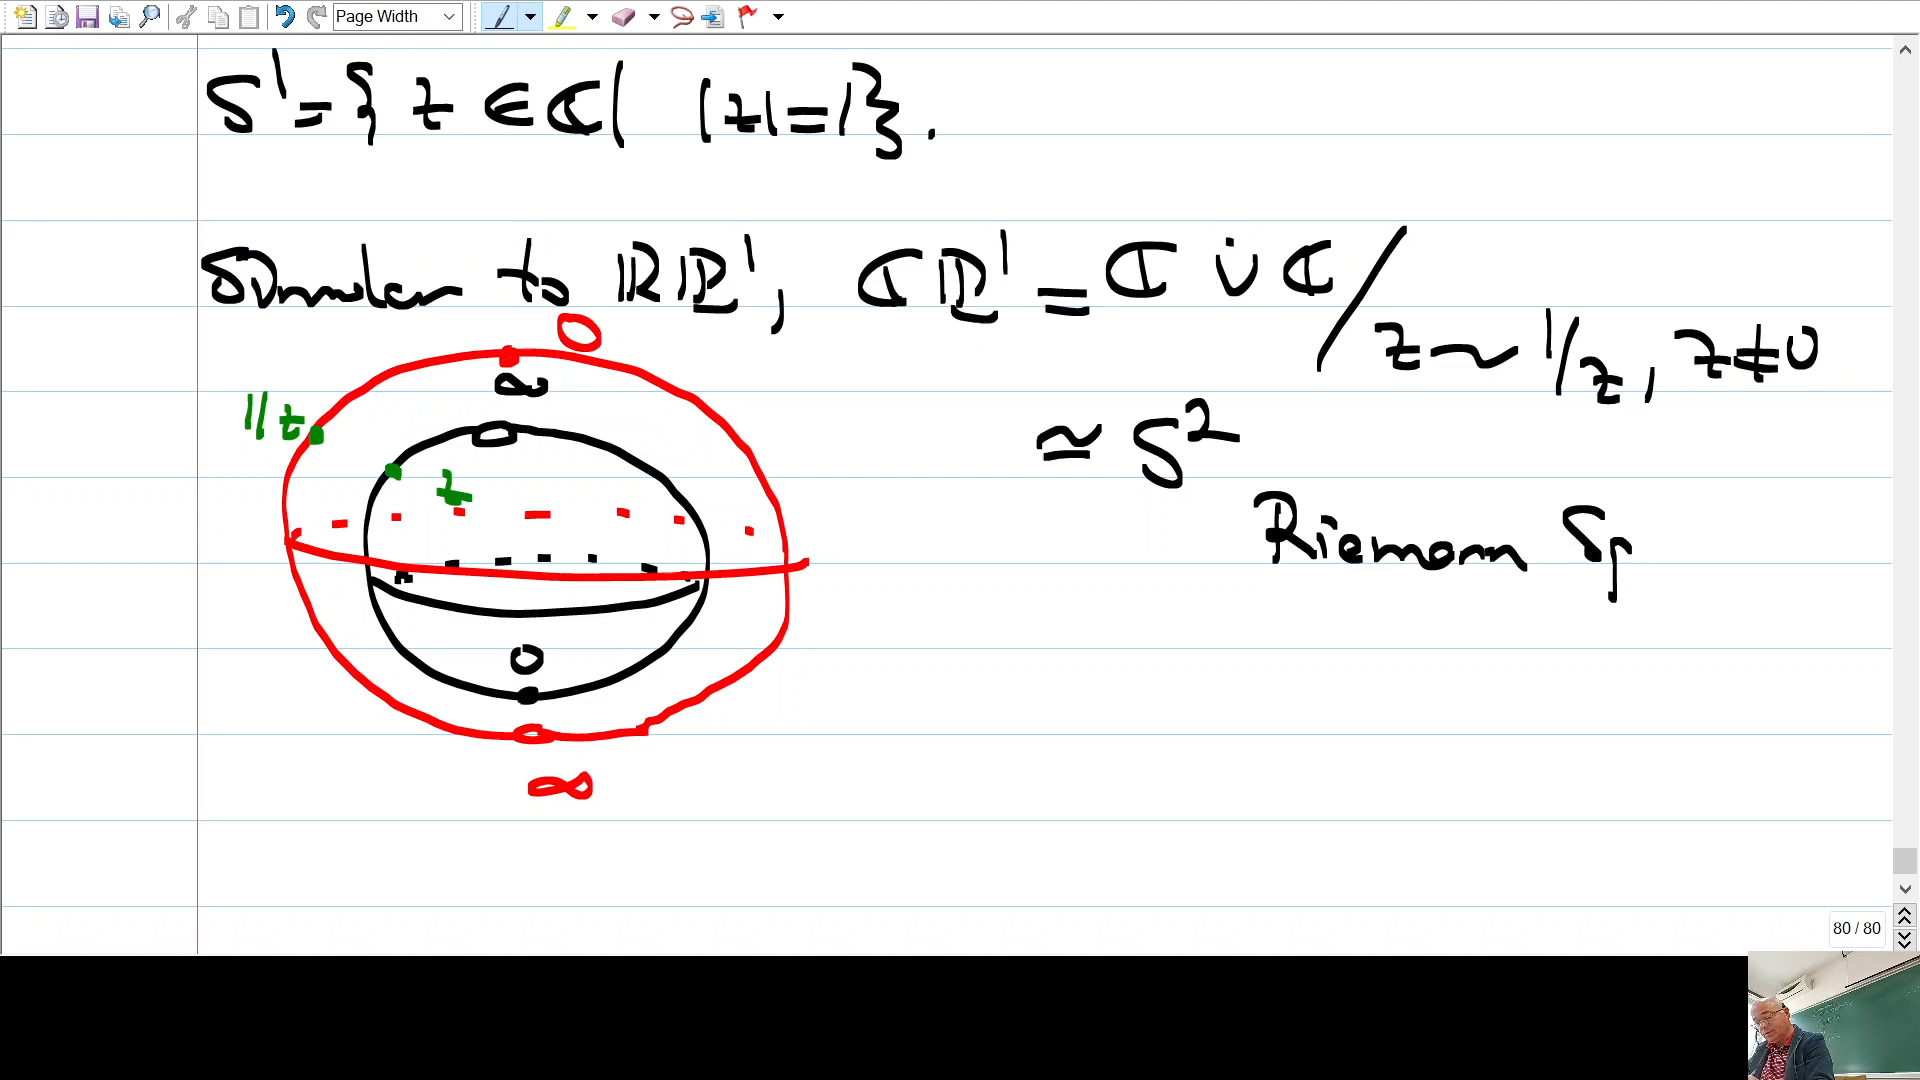 Page Width
S¹ = { z ∈ ℂ | |z| = 1 }.
Similar to ℝℙ¹, ℂℙ¹ = ℂ ∪̇ ℂ / z ~ 1/z, z ≠ 0
0
∞
1/z
z
≃ S²
Riemann Sp
0
∞
80 / 80